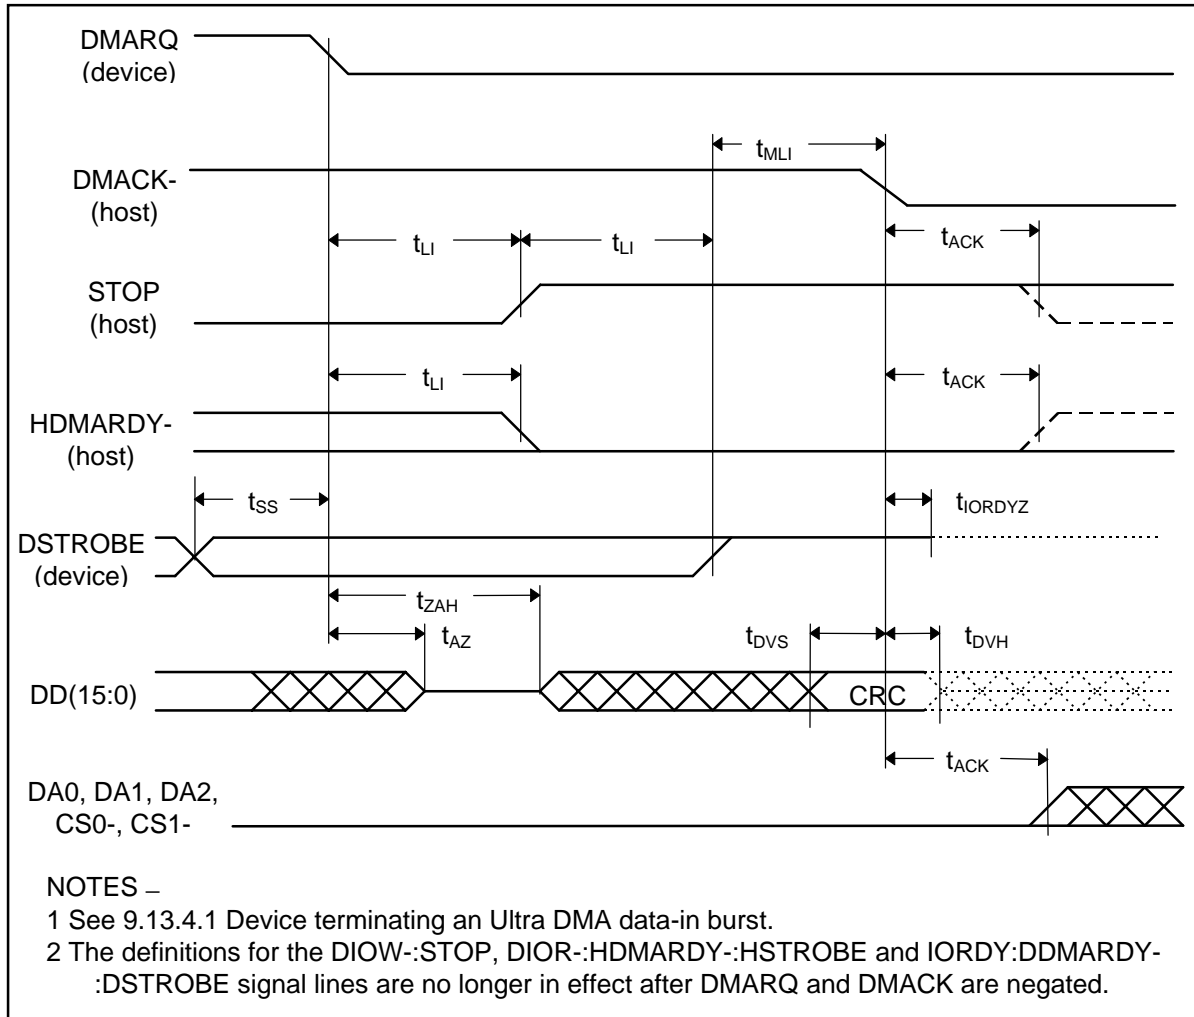 DMARQ
(device)
tMLI
DMACK-
(host)
tLI
tLI
tACK
STOP
(host)
tLI
tACK
HDMARDY-
(host)
tSS
tIORDYZ
DSTROBE
(device)
tZAH
tAZ
tDVS
tDVH
DD(15:0)
CRC
tACK
DA0, DA1, DA2,
CS0-, CS1-
NOTES –
1 See 9.13.4.1 Device terminating an Ultra DMA data-in burst.
2 The definitions for the DIOW-:STOP, DIOR-:HDMARDY-:HSTROBE and IORDY:DDMARDY-
:DSTROBE signal lines are no longer in effect after DMARQ and DMACK are negated.